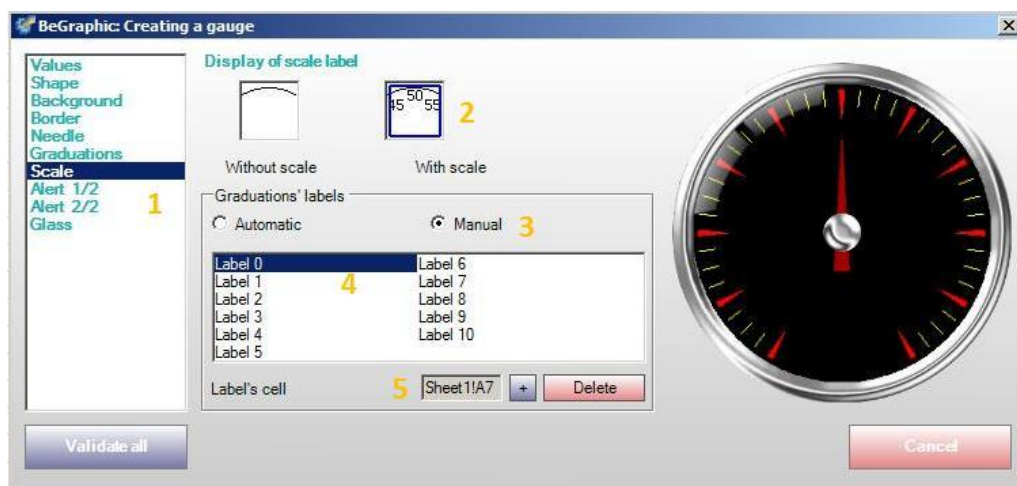 BeGraphic: Creating a gauge
Values
Shape
Background
Border
Needle
Graduations
Scale
Alert 1/2
Alert 2/2
Glass
1
Display of scale label
45 50 55
2
Without scale
With scale
Graduations' labels
Automatic
Manual
3
Label 0
Label 1
Label 2
Label 3
Label 4
Label 5
4
Label 6
Label 7
Label 8
Label 9
Label 10
Label's cell
5
Sheet1!A7
+
Delete
Validate all
Cancel